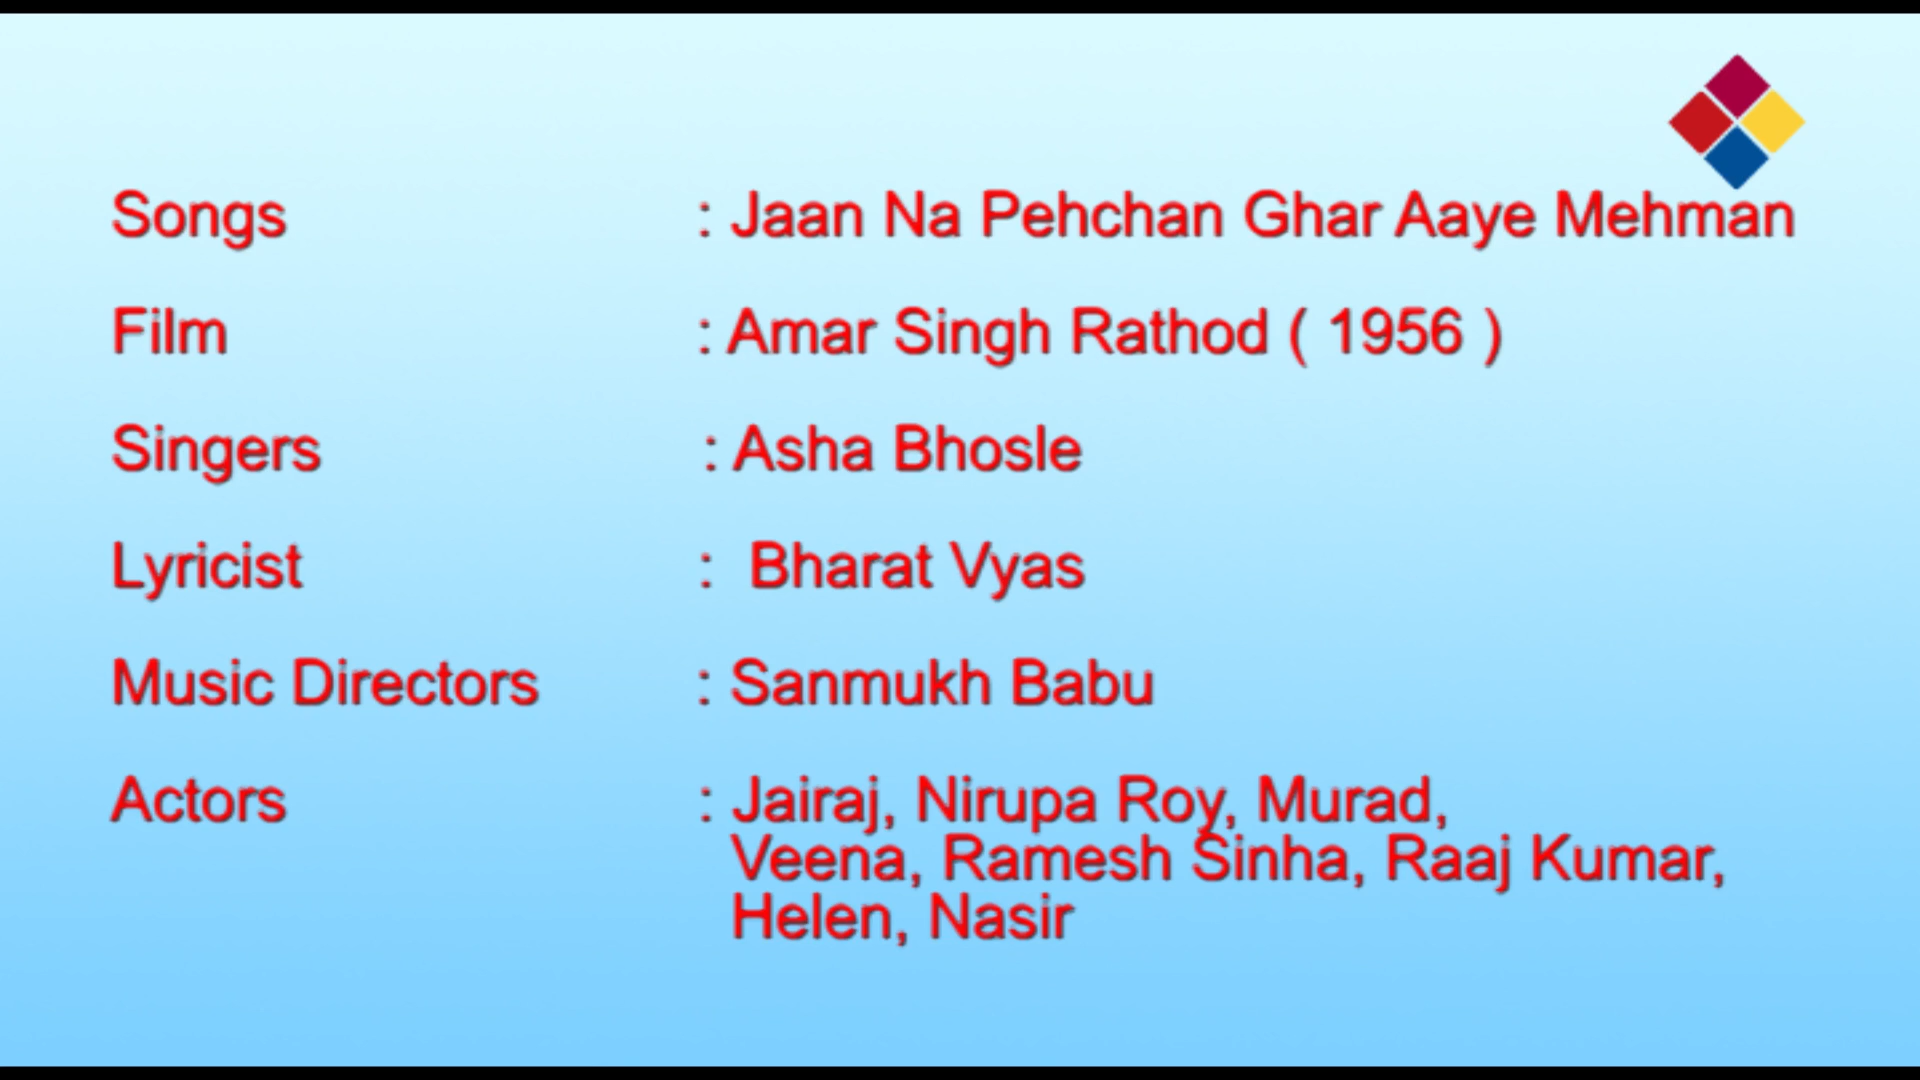 Songs : Jaan Na Pehchan Ghar Aaye Mehman
Film : Amar Singh Rathod ( 1956 )
Singers : Asha Bhosle
Lyricist : Bharat Vyas
Music Directors : Sanmukh Babu
Actors : Jairaj, Nirupa Roy, Murad,
Veena, Ramesh Sinha, Raaj Kumar,
Helen, Nasir